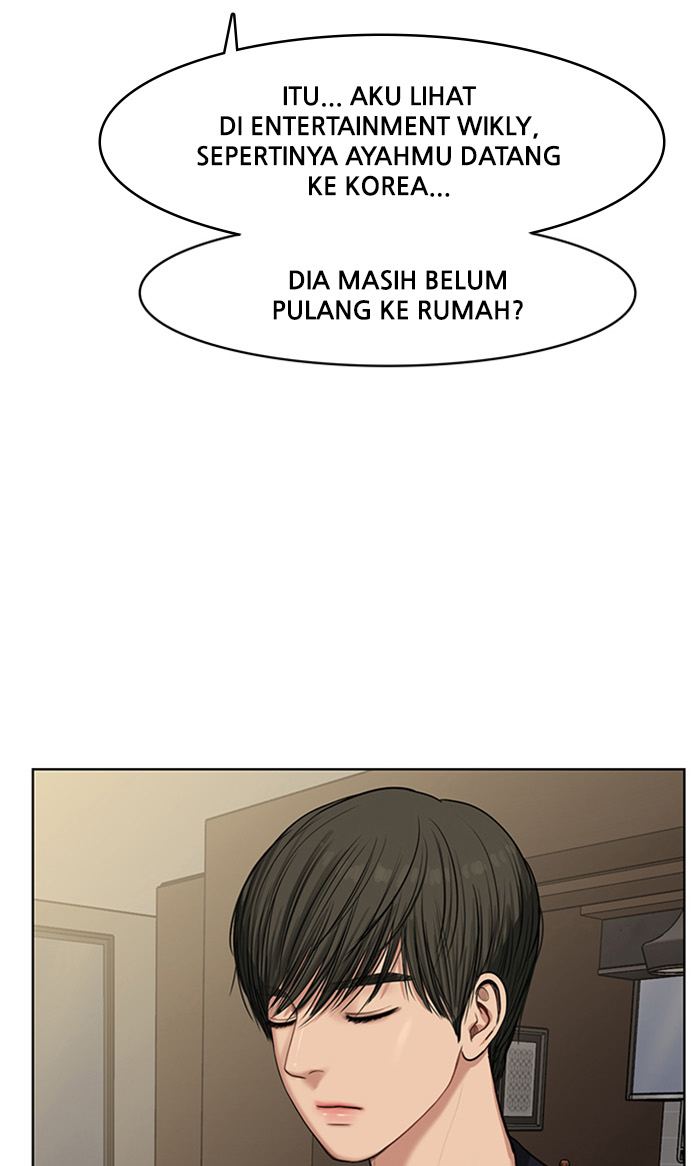 ITU... AKU LIHAT
DI ENTERTAINMENT WIKLY,
SEPERTINYA AYAHMU DATANG
KE KOREA...
DIA MASIH BELUM
PULANG KE RUMAH?